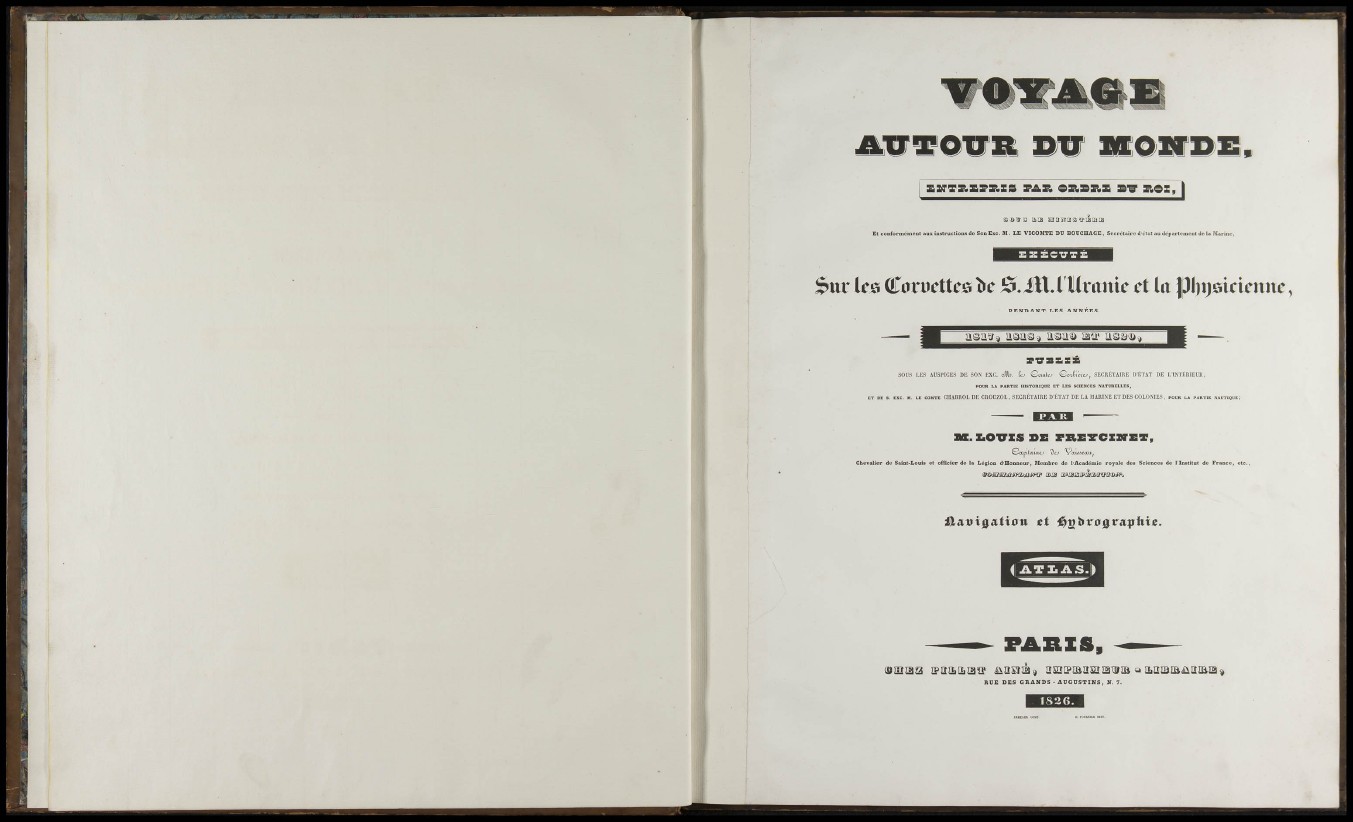 VOYAGE
AUTOUR DU MONDE,
ENTREPRIS PAR ORDRE DU ROI,
SOUS LE MINISTÈRE
Et conformément aux instructions de Son Exc. M. LE VICOMTE DU BOUCHAGE, Secrétaire d'état au département de la Marine,
EXÉCUTÉ
Sur les Corvettes de S. M. l'Uranie et la Physicienne,
PENDANT LES ANNÉES
1817, 1818, 1819 ET 1820,
PUBLIÉ
SOUS LES AUSPICES DE SON EXC. M. le Comte Corbière, SECRÉTAIRE D'ÉTAT DE L'INTÉRIEUR,
POUR LA PARTIE HISTORIQUE ET LES SCIENCES NATURELLES,
ET DE S. EXC. M. LE COMTE CHABROL DE CROUZOL, SECRÉTAIRE D'ÉTAT DE LA MARINE ET DES COLONIES, POUR LA PARTIE NAUTIQUE;
PAR
M. LOUIS DE FREYCINET,
Capitaine de Vaisseau,
Chevalier de Saint-Louis et officier de la Légion d'Honneur, Membre de l'Académie royale des Sciences de l'Institut de France, etc.,
COMMANDANT DE L'EXPÉDITION.
Navigation et Hydrographie.
ATLAS.
PARIS,
CHEZ PILLET AINÉ, IMPRIMEUR-LIBRAIRE,
RUE DES GRANDS-AUGUSTINS, N. 7.
1826.